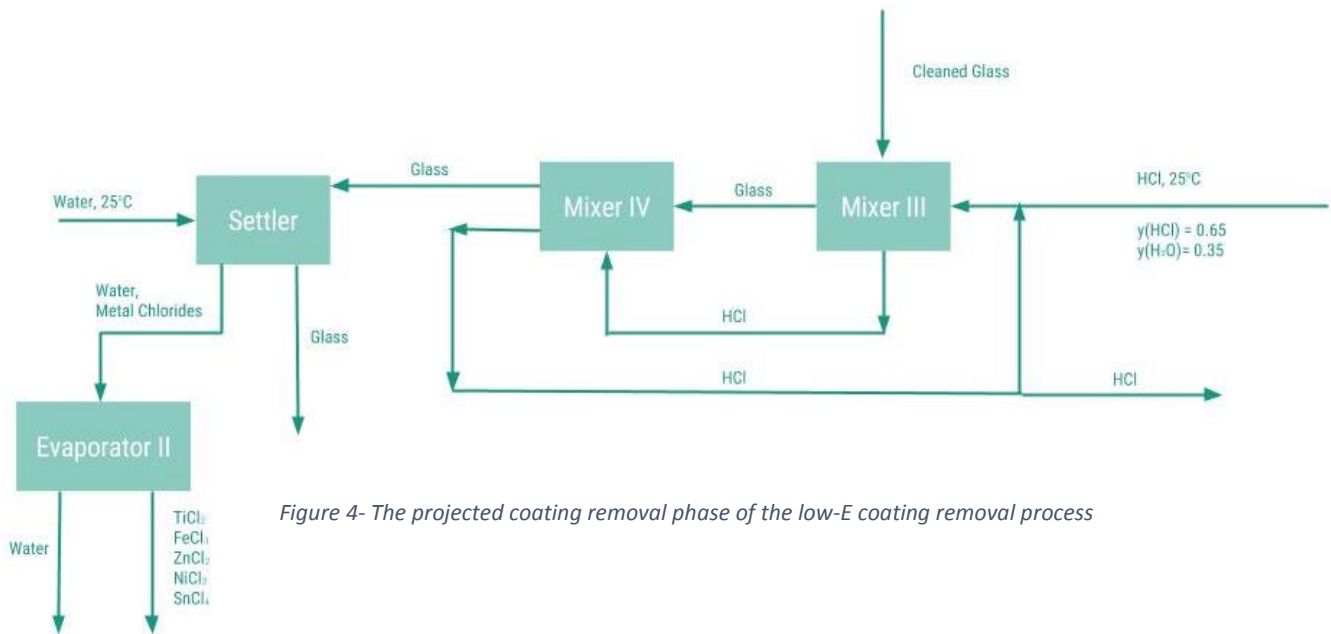 Cleaned Glass
Glass
Glass
HCl, 25°C
Water, 25°C
Settler
Mixer IV
Mixer III
y(HCl) = 0.65
y(H₂O)= 0.35
Water,
Metal Chlorides
HCl
Glass
HCl
HCl
Evaporator II
Figure 4- The projected coating removal phase of the low-E coating removal process
Water
TiCl₂
FeCl₃
ZnCl₂
NiCl₂
SnCl₄